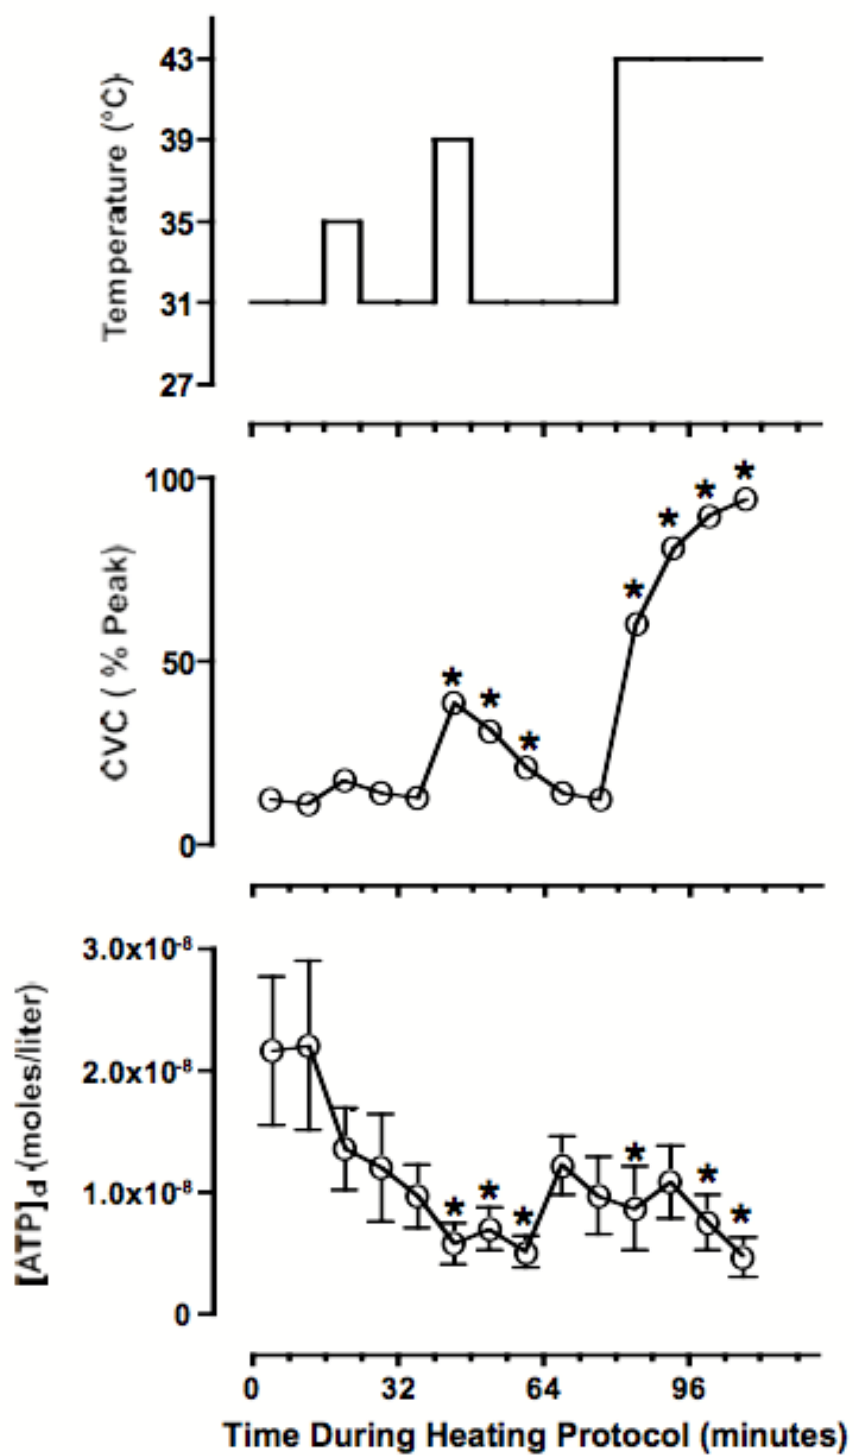 Temperature (°C)
43
39
35
31
27
CVC ( % Peak)
100
50
0
* * * * * * *
[ATP]d (moles/liter)
3.0x10-8
2.0x10-8
1.0x10-8
0
* * * * * *
0 32 64 96
Time During Heating Protocol (minutes)